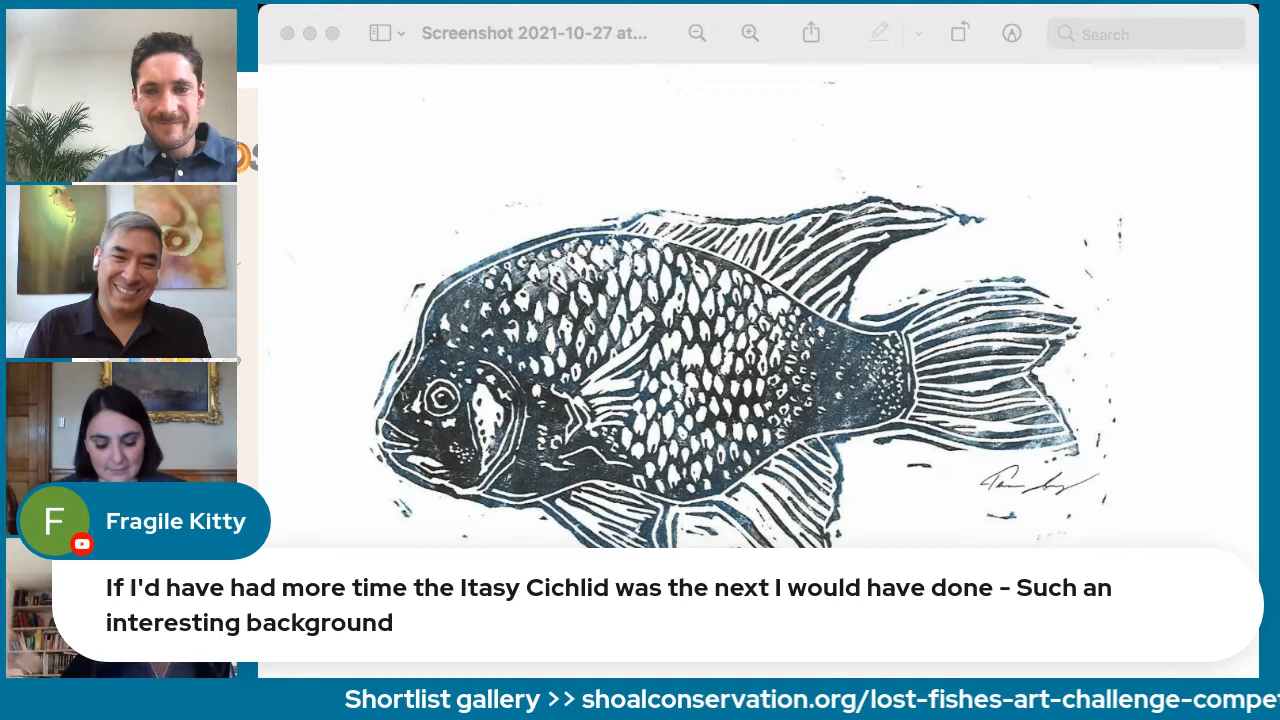 Screenshot 2021-10-27 at...
Search
F
Fragile Kitty
If I'd have had more time the Itasy Cichlid was the next I would have done - Such an
interesting background
Shortlist gallery >> shoalconservation.org/lost-fishes-art-challenge-compet